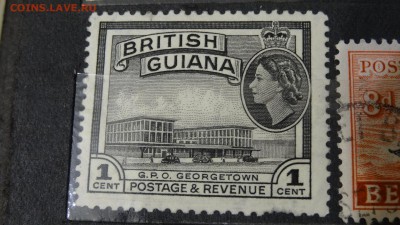 COINS.LAVE.RU
BRITISH
GUIANA
1
CENT
G.P.O. GEORGETOWN
POSTAGE & REVENUE
1
CENT
POS
BE